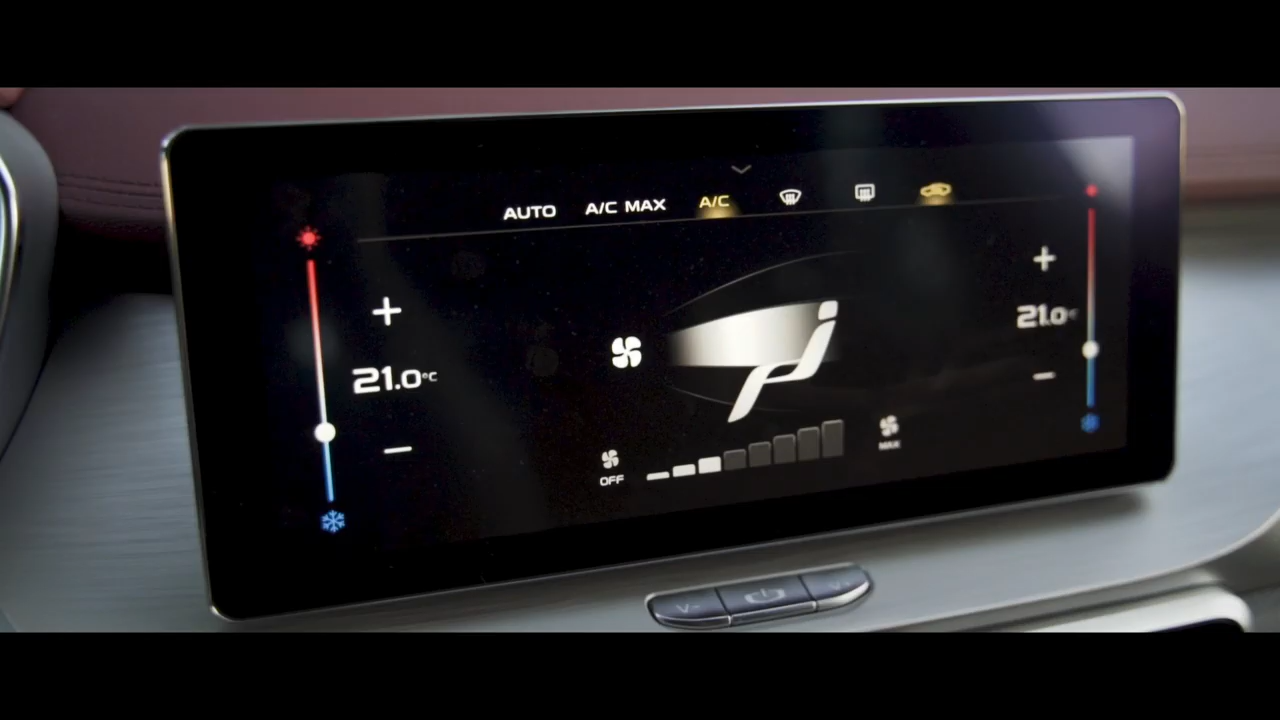 AUTO A/C MAX A/C
21.0°C
21.0°C
OFF
MAX
V-